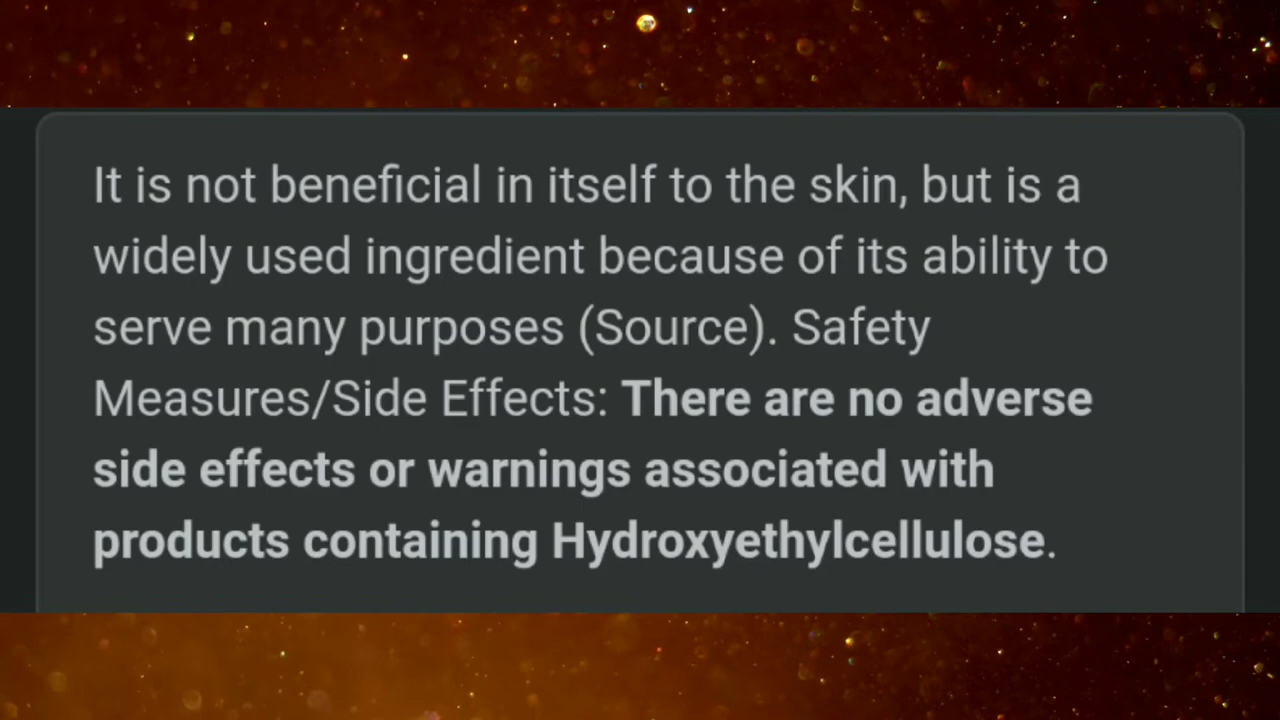 It is not beneficial in itself to the skin, but is a
widely used ingredient because of its ability to
serve many purposes (Source). Safety
Measures/Side Effects: There are no adverse
side effects or warnings associated with
products containing Hydroxyethylcellulose.